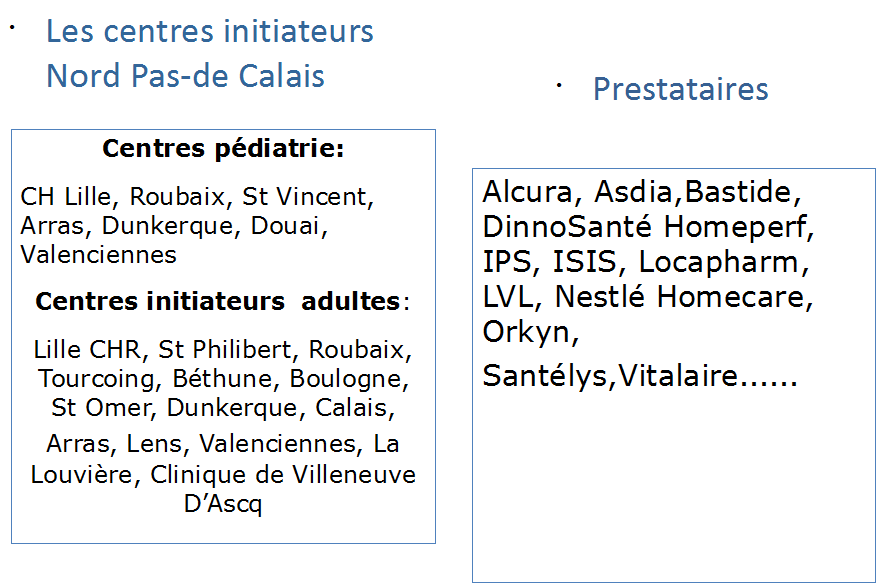 Les centres initiateurs
Nord Pas-de Calais
Centres pédiatrie:
CH Lille, Roubaix, St Vincent,
Arras, Dunkerque, Douai,
Valenciennes
Centres initiateurs  adultes:
Lille CHR, St Philibert, Roubaix,
Tourcoing, Béthune, Boulogne,
St Omer, Dunkerque, Calais,
Arras, Lens, Valenciennes, La
Louvière, Clinique de Villeneuve
D’Ascq
Prestataires
Alcura, Asdia,Bastide,
DinnoSanté Homeperf,
IPS, ISIS, Locapharm,
LVL, Nestlé Homecare,
Orkyn,
Santélys,Vitalaire......